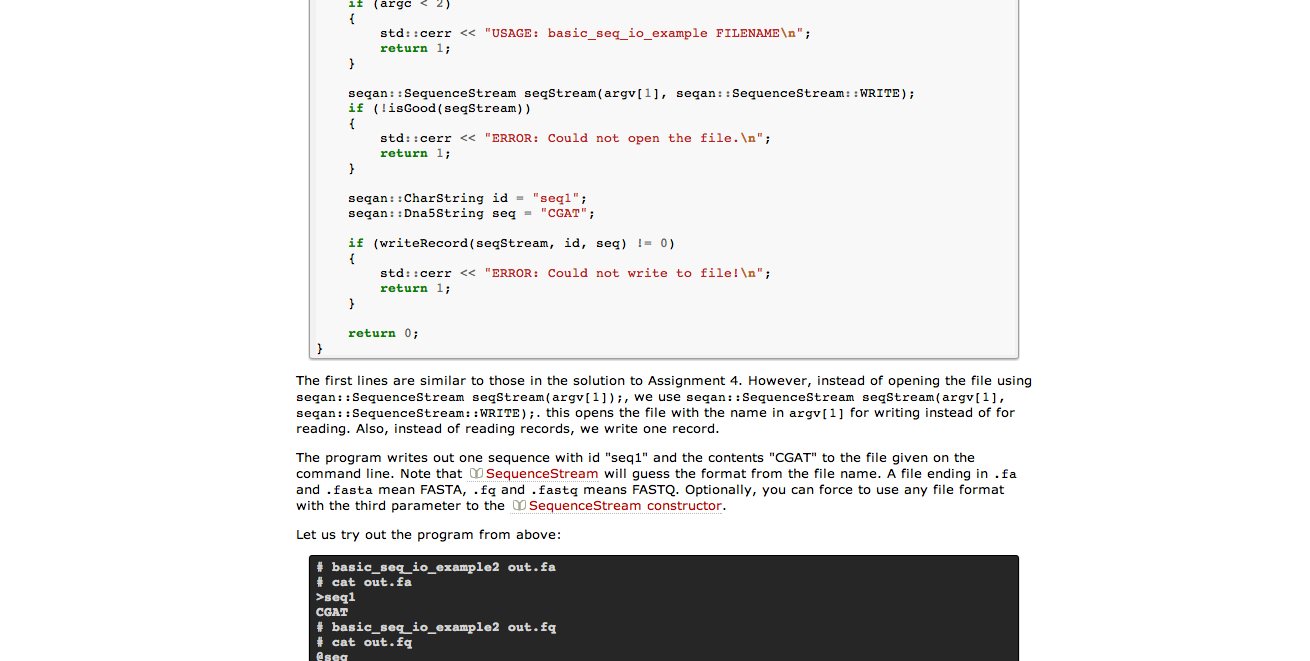 if (argc < 2)
{
std::cerr << "USAGE: basic_seq_io_example FILENAME\n";
return 1;
}
seqan::SequenceStream seqStream(argv[1], seqan::SequenceStream::WRITE);
if (!isGood(seqStream))
{
std::cerr << "ERROR: Could not open the file.\n";
return 1;
}
seqan::CharString id = "seq1";
seqan::Dna5String seq = "CGAT";
if (writeRecord(seqStream, id, seq) != 0)
{
std::cerr << "ERROR: Could not write to file!\n";
return 1;
}
return 0;
}
The first lines are similar to those in the solution to Assignment 4. However, instead of opening the file using
seqan::SequenceStream seqStream(argv[1]);, we use seqan::SequenceStream seqStream(argv[1],
seqan::SequenceStream::WRITE);. this opens the file with the name in argv[1] for writing instead of for
reading. Also, instead of reading records, we write one record.
The program writes out one sequence with id "seq1" and the contents "CGAT" to the file given on the
command line. Note that SequenceStream will guess the format from the file name. A file ending in .fa
and .fasta mean FASTA, .fq and .fastq means FASTQ. Optionally, you can force to use any file format
with the third parameter to the SequenceStream constructor.
Let us try out the program from above:
# basic_seq_io_example2 out.fa
# cat out.fa
>seq1
CGAT
# basic_seq_io_example2 out.fq
# cat out.fq
@seq